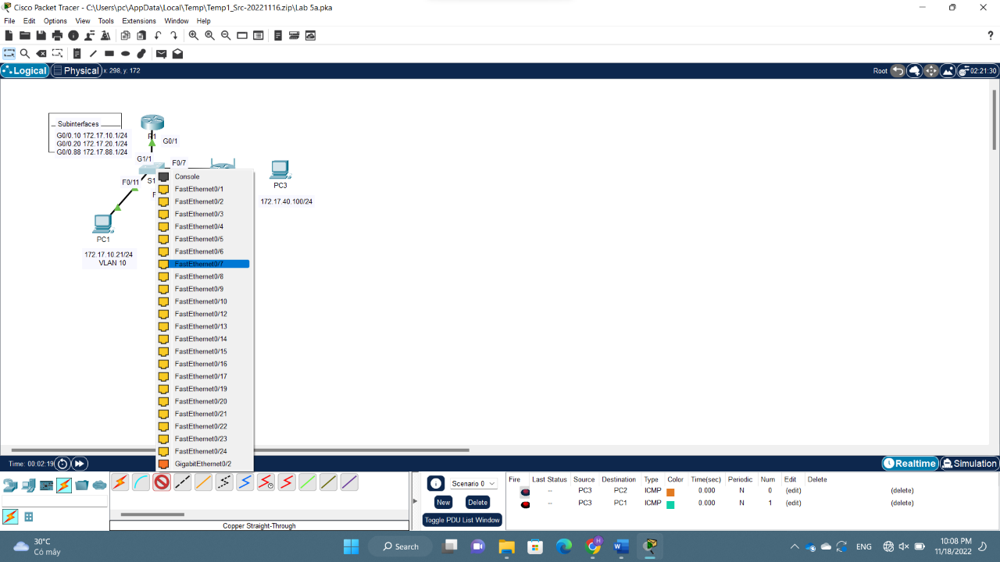 Cisco Packet Tracer - C:\Users\pc\AppData\Local\Temp\Temp1_Src-20221116.zip\Lab 5a.pka
File Edit Options View Tools Extensions Window Help
Logical Physical x: 298, y: 172 Root 02:21:30
Subinterfaces
G0/0.10 172.17.10.1/24
G0/0.20 172.17.20.1/24
G0/0.88 172.17.88.1/24
R1
G0/1
G1/1
F0/7
S1
F0/11
F
PC3
172.17.40.100/24
PC1
172.17.10.21/24
VLAN 10
Console
FastEthernet0/1
FastEthernet0/2
FastEthernet0/3
FastEthernet0/4
FastEthernet0/5
FastEthernet0/6
FastEthernet0/7
FastEthernet0/8
FastEthernet0/9
FastEthernet0/10
FastEthernet0/12
FastEthernet0/13
FastEthernet0/14
FastEthernet0/15
FastEthernet0/16
FastEthernet0/17
FastEthernet0/19
FastEthernet0/20
FastEthernet0/21
FastEthernet0/22
FastEthernet0/23
FastEthernet0/24
GigabitEthernet0/2
Time: 00:02:19 Realtime Simulation
Scenario 0
New Delete
Toggle PDU List Window
Fire Last Status Source Destination Type Color Time(sec) Periodic Num Edit Delete
-- PC3 PC2 ICMP 0.000 N 0 (edit) (delete)
-- PC3 PC1 ICMP 0.000 N 1 (edit) (delete)
Copper Straight-Through
30°C
Có mây
Search
H
ENG
10:08 PM
11/18/2022